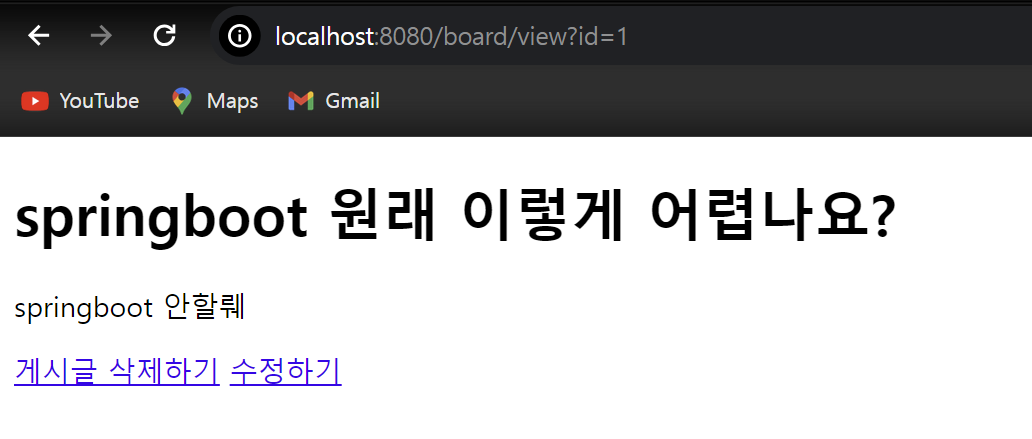 localhost:8080/board/view?id=1
YouTube Maps Gmail
springboot 원래 이렇게 어렵나요?
springboot 안할뤠
게시글 삭제하기 수정하기